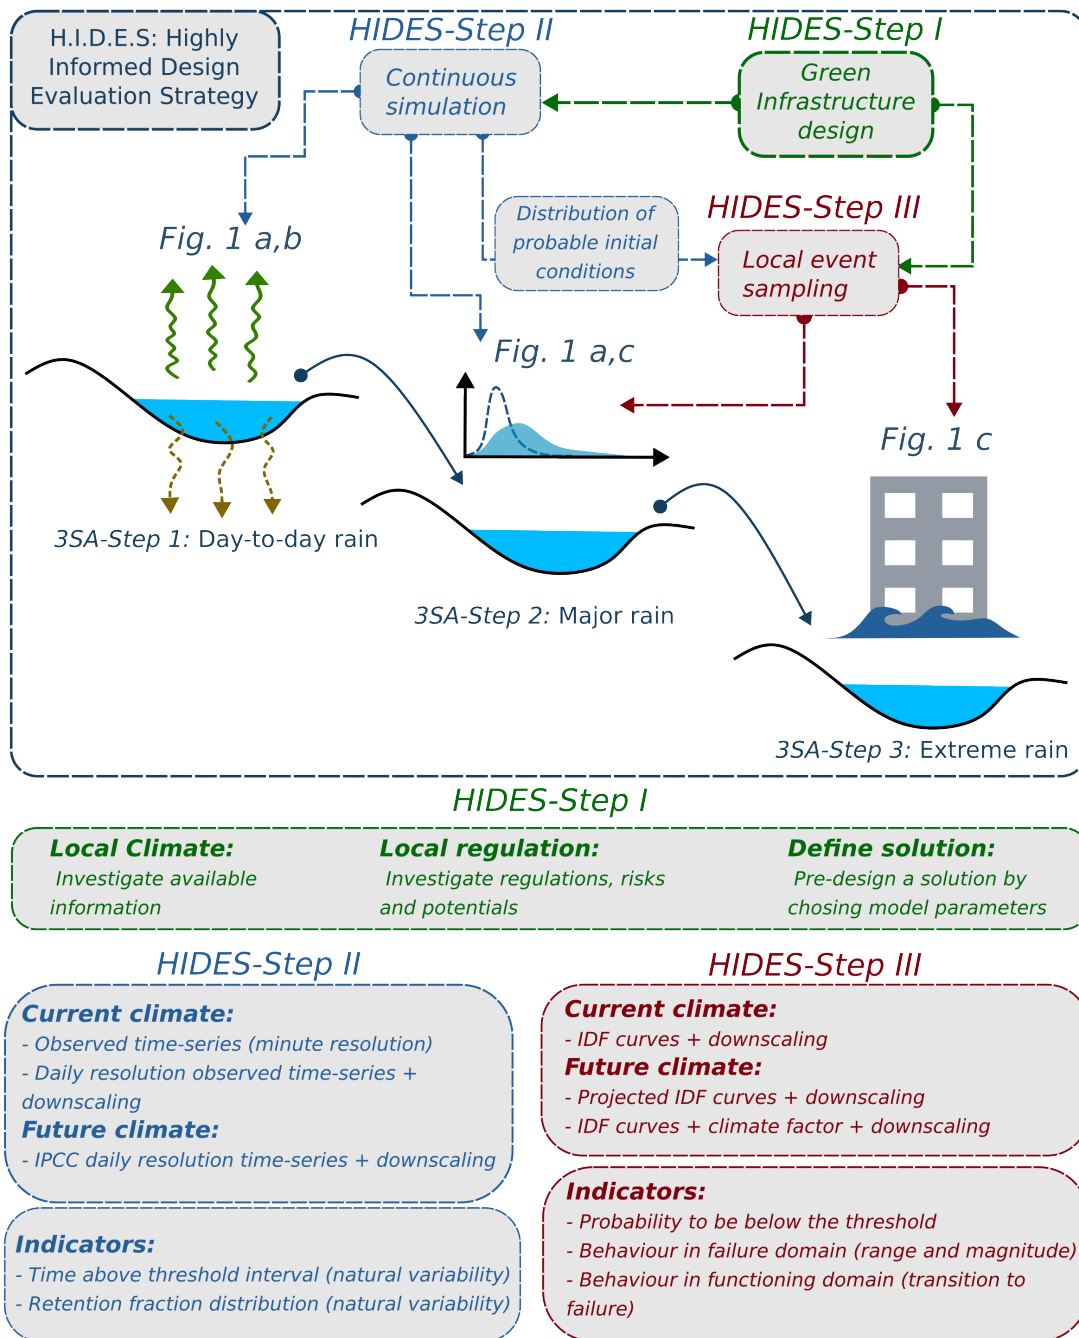 H.I.D.E.S: Highly
Informed Design
Evaluation Strategy
HIDES-Step II
HIDES-Step I
Continuous
simulation
Green
Infrastructure
design
Distribution of
probable initial
conditions
HIDES-Step III
Local event
sampling
Fig. 1 a,b
Fig. 1 a,c
Fig. 1 c
3SA-Step 1: Day-to-day rain
3SA-Step 2: Major rain
3SA-Step 3: Extreme rain
HIDES-Step I
Local Climate:
Investigate available
information
Local regulation:
Investigate regulations, risks
and potentials
Define solution:
Pre-design a solution by
chosing model parameters
HIDES-Step II
Current climate:
- Observed time-series (minute resolution)
- Daily resolution observed time-series +
downscaling
Future climate:
- IPCC daily resolution time-series + downscaling
Indicators:
- Time above threshold interval (natural variability)
- Retention fraction distribution (natural variability)
HIDES-Step III
Current climate:
- IDF curves + downscaling
Future climate:
- Projected IDF curves + downscaling
- IDF curves + climate factor + downscaling
Indicators:
- Probability to be below the threshold
- Behaviour in failure domain (range and magnitude)
- Behaviour in functioning domain (transition to
failure)